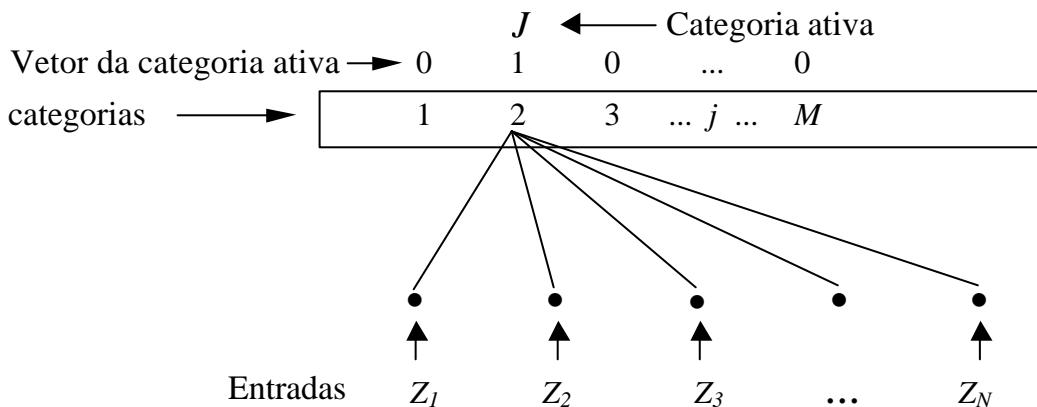 J Categoria ativa
Vetor da categoria ativa 0 1 0 ... 0
categorias 1 2 3 ... j ... M
Entradas Z1 Z2 Z3 ... ZN